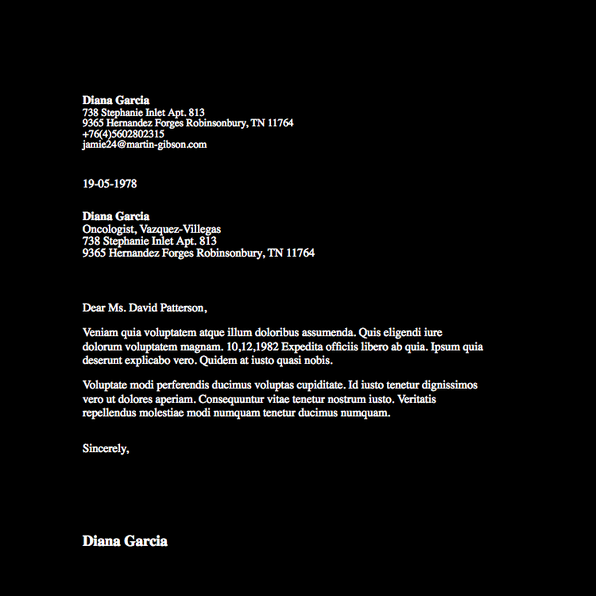 Diana Garcia
738 Stephanie Inlet Apt. 813
9365 Hernandez Forges Robinsonbury, TN 11764
+76(4)5602802315
jamie24@martin-gibson.com
19-05-1978
Diana Garcia
Oncologist, Vazquez-Villegas
738 Stephanie Inlet Apt. 813
9365 Hernandez Forges Robinsonbury, TN 11764
Dear Ms. David Patterson,
Veniam quia voluptatem atque illum doloribus assumenda. Quis eligendi iure
dolorum voluptatem magnam. 10,12,1982 Expedita officiis libero ab quia. Ipsum quia
deserunt explicabo vero. Quidem at iusto quasi nobis.
Voluptate modi perferendis ducimus voluptas cupiditate. Id iusto tenetur dignissimos
vero ut dolores aperiam. Consequuntur vitae tenetur nostrum iusto. Veritatis
repellendus molestiae modi numquam tenetur ducimus numquam.
Sincerely,
Diana Garcia